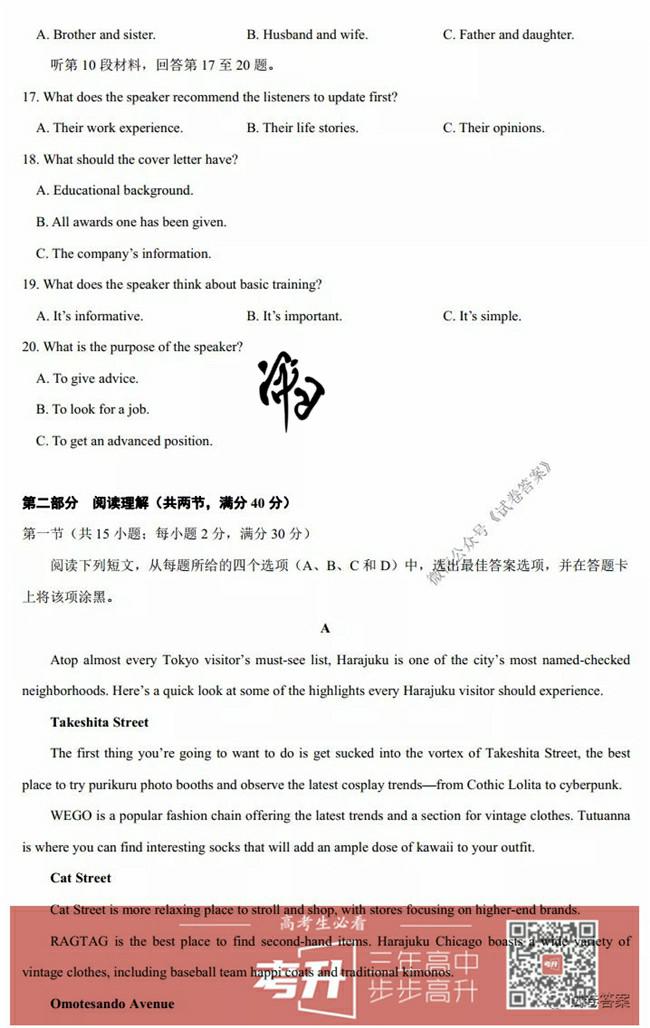 A. Brother and sister. B. Husband and wife. C. Father and daughter.
听第 10 段材料，回答第 17 至 20 题。
17. What does the speaker recommend the listeners to update first?
A. Their work experience. B. Their life stories. C. Their opinions.
18. What should the cover letter have?
A. Educational background.
B. All awards one has been given.
C. The company’s information.
19. What does the speaker think about basic training?
A. It’s informative. B. It’s important. C. It’s simple.
20. What is the purpose of the speaker?
A. To give advice.
B. To look for a job.
C. To get an advanced position.
微信公众号《试卷答案》
第二部分 阅读理解（共两节，满分 40 分）
第一节（共 15 小题；每小题 2 分，满分 30 分）
阅读下列短文，从每题所给的四个选项（A、B、C 和 D）中，选出最佳答案选项，并在答题卡
上将该项涂黑。
A
Atop almost every Tokyo visitor’s must-see list, Harajuku is one of the city’s most named-checked
neighborhoods. Here’s a quick look at some of the highlights every Harajuku visitor should experience.
Takeshita Street
The first thing you’re going to want to do is get sucked into the vortex of Takeshita Street, the best
place to try purikuru photo booths and observe the latest cosplay trends—from Cothic Lolita to cyberpunk.
WEGO is a popular fashion chain offering the latest trends and a section for vintage clothes. Tutuanna
is where you can find interesting socks that will add an ample dose of kawaii to your outfit.
Cat Street
Cat Street is more relaxing place to stroll and shop, with stores focusing on higher-end brands.
高考生必看
RAGTAG is the best place to find second-hand items. Harajuku Chicago boasts a wide variety of
vintage clothes, including baseball team happi coats and traditional kimonos.
考升
三年高中
步步高升
考升
Omotesando Avenue
试卷答案